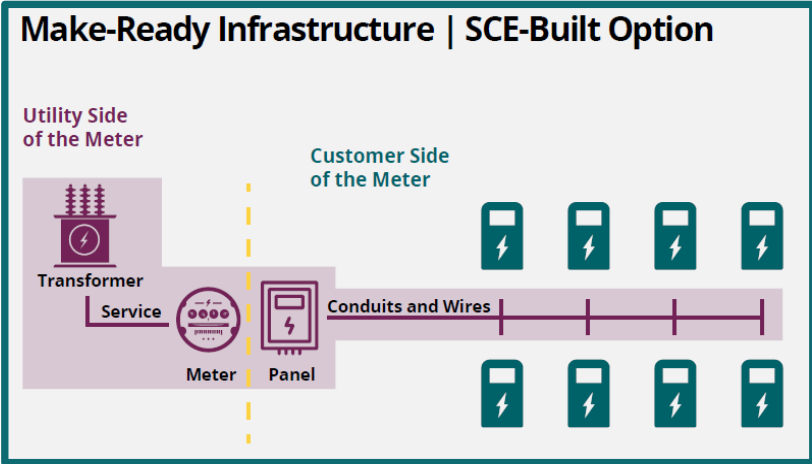 Make-Ready Infrastructure | SCE-Built Option
Utility Side
of the Meter
Customer Side
of the Meter
Transformer
Service
Conduits and Wires
Meter
Panel